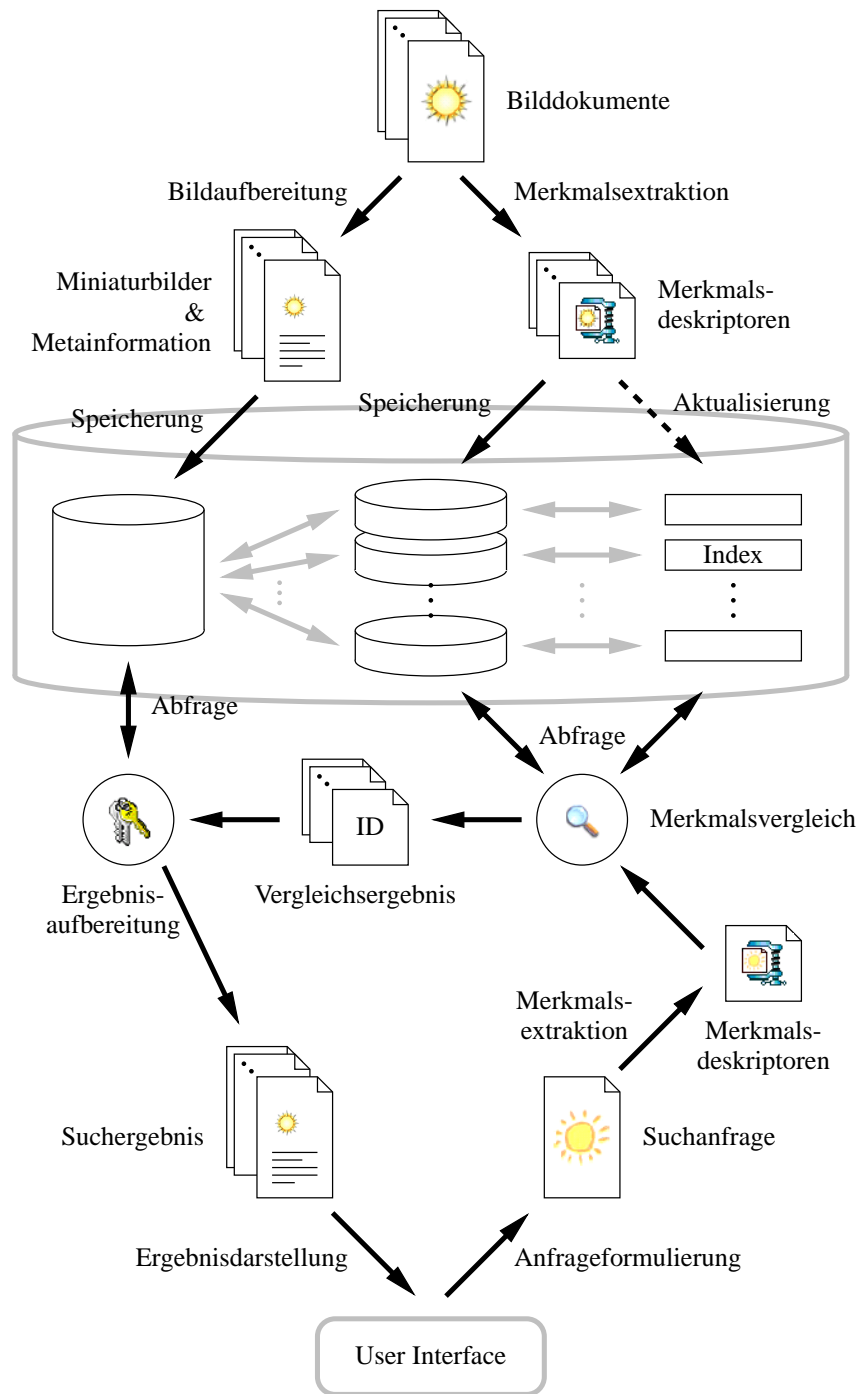 Bilddokumente
Bildaufbereitung
Merkmalsextraktion
Miniaturbilder
&
Metainformation
Merkmals-
deskriptoren
Speicherung
Speicherung
Aktualisierung
Index
Abfrage
Abfrage
ID
Merkmalsvergleich
Vergleichsergebnis
Ergebnis-
aufbereitung
Merkmals-
extraktion
Merkmals-
deskriptoren
Suchergebnis
Suchanfrage
Ergebnisdarstellung
Anfrageformulierung
User Interface